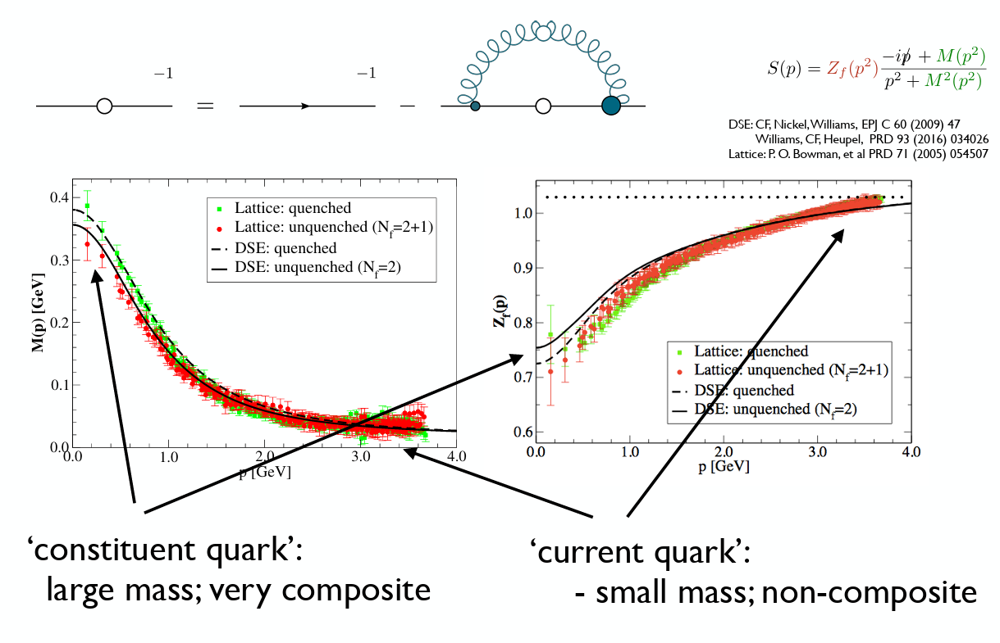 −1
−1
=
−
S(p) = Z_f(p²) (−ip̸ + M(p²)) / (p² + M²(p²))
DSE: CF, Nickel, Williams, EPJ C 60 (2009) 47
Williams, CF, Heupel, PRD 93 (2016) 034026
Lattice: P. O. Bowman, et al PRD 71 (2005) 054507
0.4
0.3
0.2
0.1
0.0
M(p) [GeV]
Lattice: quenched
Lattice: unquenched (N_f=2+1)
DSE: quenched
DSE: unquenched (N_f=2)
0.0 1.0 2.0 3.0 4.0
p [GeV]
1.0
0.9
0.8
0.7
0.6
Z_f(p)
Lattice: quenched
Lattice: unquenched (N_f=2+1)
DSE: quenched
DSE: unquenched (N_f=2)
0.0 1.0 2.0 3.0 4.0
p [GeV]
‘constituent quark’:
large mass; very composite
‘current quark’:
- small mass; non-composite